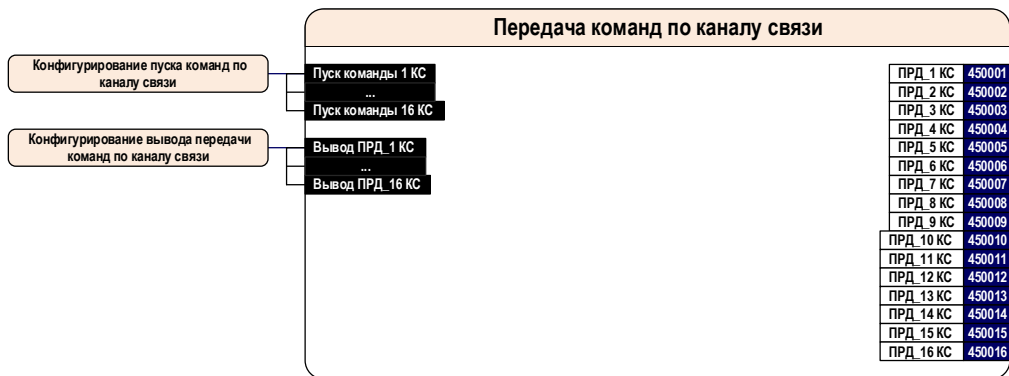 Передача команд по каналу связи
Конфигурирование пуска команд по
каналу связи
Пуск команды 1 КС
...
Пуск команды 16 КС
Конфигурирование вывода передачи
команд по каналу связи
Вывод ПРД_1 КС
...
Вывод ПРД_16 КС
ПРД_1 КС 450001
ПРД_2 КС 450002
ПРД_3 КС 450003
ПРД_4 КС 450004
ПРД_5 КС 450005
ПРД_6 КС 450006
ПРД_7 КС 450007
ПРД_8 КС 450008
ПРД_9 КС 450009
ПРД_10 КС 450010
ПРД_11 КС 450011
ПРД_12 КС 450012
ПРД_13 КС 450013
ПРД_14 КС 450014
ПРД_15 КС 450015
ПРД_16 КС 450016